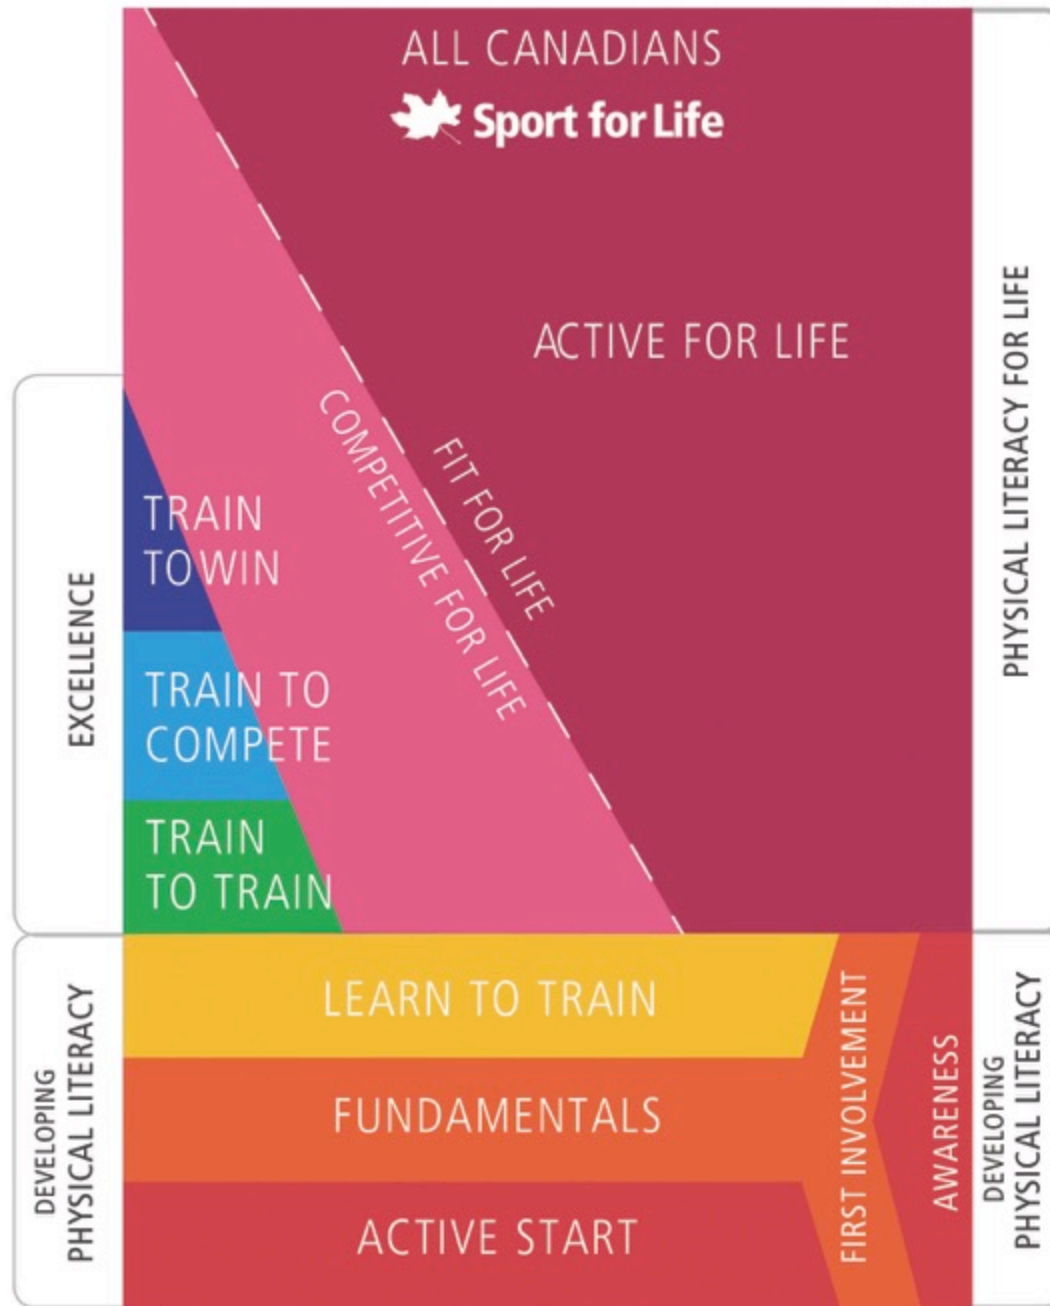 ALL CANADIANS
Sport for Life
ACTIVE FOR LIFE
FIT FOR LIFE
COMPETITIVE FOR LIFE
PHYSICAL LITERACY FOR LIFE
EXCELLENCE
TRAIN
TO WIN
TRAIN TO
COMPETE
TRAIN
TO TRAIN
DEVELOPING
PHYSICAL LITERACY
LEARN TO TRAIN
FUNDAMENTALS
ACTIVE START
FIRST INVOLVEMENT
AWARENESS
DEVELOPING
PHYSICAL LITERACY